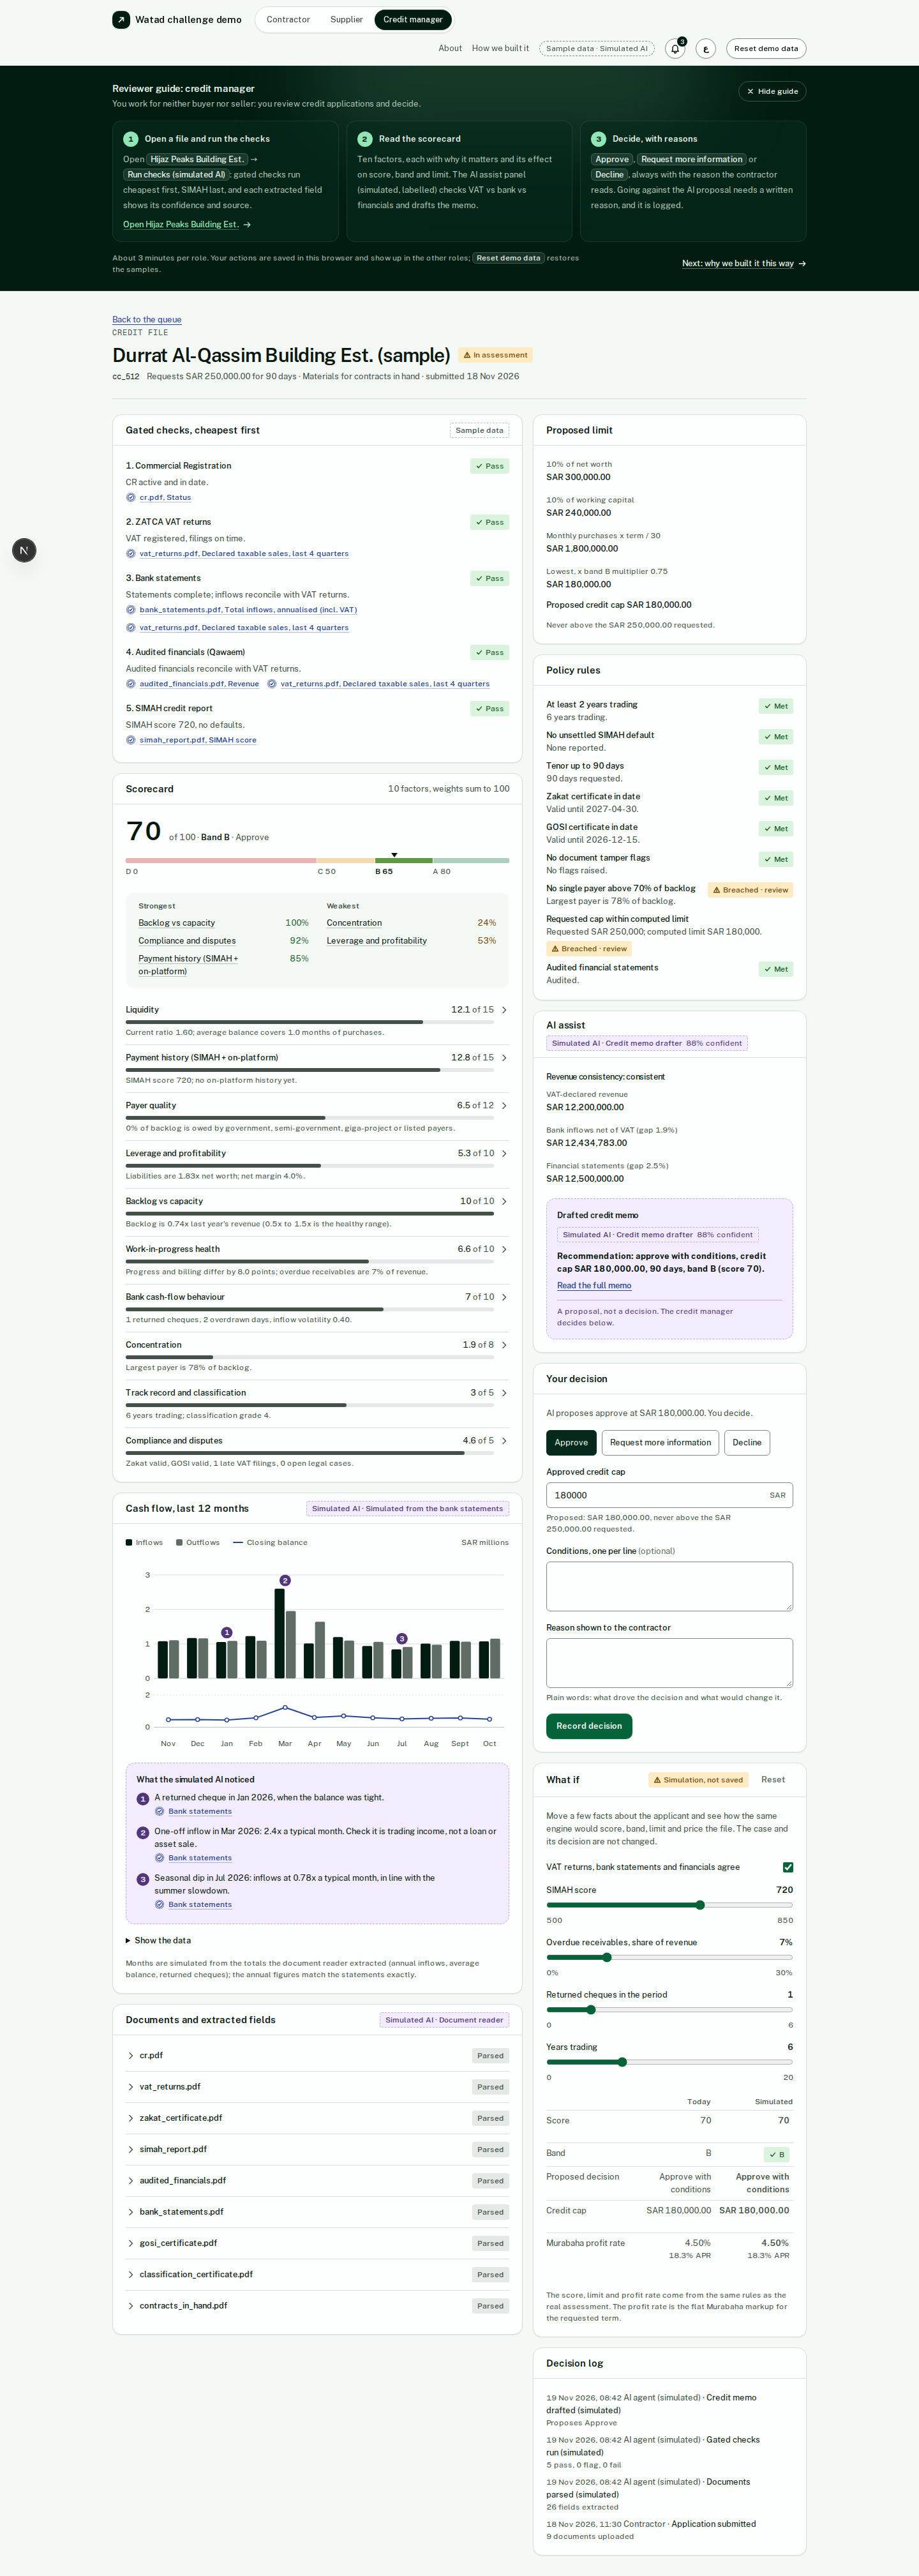 Watad challenge demo
Contractor
Supplier
Credit manager
About
How we built it
Sample data · Simulated AI
3
ع
Reset demo data
Reviewer guide: credit manager
You work for neither buyer nor seller: you review credit applications and decide.
Hide guide
1 Open a file and run the checks
Open Hijaz Peaks Building Est. →
Run checks (simulated AI): gated checks run
cheapest first, SIMAH last, and each extracted field
shows its confidence and source.
Open Hijaz Peaks Building Est. →
2 Read the scorecard
Ten factors, each with why it matters and its effect
on score, band and limit. The AI assist panel
(simulated, labelled) checks VAT vs bank vs
financials and drafts the memo.
3 Decide, with reasons
Approve, Request more information or
Decline, always with the reason the contractor
reads. Going against the AI proposal needs a written
reason, and it is logged.
About 3 minutes per role. Your actions are saved in this browser and show up in the other roles; Reset demo data restores
the samples.
Next: why we built it this way →
Back to the queue
CREDIT FILE
Durrat Al-Qassim Building Est. (sample)
In assessment
cc_512 Requests SAR 250,000.00 for 90 days · Materials for contracts in hand · submitted 18 Nov 2026
Gated checks, cheapest first
Sample data
1. Commercial Registration
Pass
CR active and in date.
cr.pdf, Status
2. ZATCA VAT returns
Pass
VAT registered, filings on time.
vat_returns.pdf, Declared taxable sales, last 4 quarters
3. Bank statements
Pass
Statements complete; inflows reconcile with VAT returns.
bank_statements.pdf, Total inflows, annualised (incl. VAT)
vat_returns.pdf, Declared taxable sales, last 4 quarters
4. Audited financials (Qawaem)
Pass
Audited financials reconcile with VAT returns.
audited_financials.pdf, Revenue
vat_returns.pdf, Declared taxable sales, last 4 quarters
5. SIMAH credit report
Pass
SIMAH score 720, no defaults.
simah_report.pdf, SIMAH score
Scorecard
10 factors, weights sum to 100
70 of 100 · Band B · Approve
D 0
C 50
B 65
A 80
Strongest
Backlog vs capacity 100%
Compliance and disputes 92%
Payment history (SIMAH +
on-platform) 85%
Weakest
Concentration 24%
Leverage and profitability 53%
Liquidity 12.1 of 15
Current ratio 1.60; average balance covers 1.0 months of purchases.
Payment history (SIMAH + on-platform) 12.8 of 15
SIMAH score 720; no on-platform history yet.
Payer quality 6.5 of 12
0% of backlog is owed by government, semi-government, giga-project or listed payers.
Leverage and profitability 5.3 of 10
Liabilities are 1.83x net worth; net margin 4.0%.
Backlog vs capacity 10 of 10
Backlog is 0.74x last year's revenue (0.5x to 1.5x is the healthy range).
Work-in-progress health 6.6 of 10
Progress and billing differ by 8.0 points; overdue receivables are 7% of revenue.
Bank cash-flow behaviour 7 of 10
1 returned cheques, 2 overdrawn days, inflow volatility 0.40.
Concentration 1.9 of 8
Largest payer is 78% of backlog.
Track record and classification 3 of 5
6 years trading; classification grade 4.
Compliance and disputes 4.6 of 5
Zakat valid, GOSI valid, 1 late VAT filings, 0 open legal cases.
Cash flow, last 12 months
Simulated AI · Simulated from the bank statements
Inflows
Outflows
Closing balance
SAR millions
3
2
1
0
2
0
1
2
3
Nov Dec Jan Feb Mar Apr May Jun Jul Aug Sept Oct
What the simulated AI noticed
1 A returned cheque in Jan 2026, when the balance was tight.
Bank statements
2 One-off inflow in Mar 2026: 2.4x a typical month. Check it is trading income, not a loan or
asset sale.
Bank statements
3 Seasonal dip in Jul 2026: inflows at 0.78x a typical month, in line with the
summer slowdown.
Bank statements
Show the data
Months are simulated from the totals the document reader extracted (annual inflows, average
balance, returned cheques); the annual figures match the statements exactly.
Documents and extracted fields
Simulated AI · Document reader
cr.pdf Parsed
vat_returns.pdf Parsed
zakat_certificate.pdf Parsed
simah_report.pdf Parsed
audited_financials.pdf Parsed
bank_statements.pdf Parsed
gosi_certificate.pdf Parsed
classification_certificate.pdf Parsed
contracts_in_hand.pdf Parsed
Proposed limit
10% of net worth
SAR 300,000.00
10% of working capital
SAR 240,000.00
Monthly purchases x term / 30
SAR 1,800,000.00
Lowest, x band B multiplier 0.75
SAR 180,000.00
Proposed credit cap SAR 180,000.00
Never above the SAR 250,000.00 requested.
Policy rules
At least 2 years trading
Met
6 years trading.
No unsettled SIMAH default
Met
None reported.
Tenor up to 90 days
Met
90 days requested.
Zakat certificate in date
Met
Valid until 2027-04-30.
GOSI certificate in date
Met
Valid until 2026-12-15.
No document tamper flags
Met
No flags raised.
No single payer above 70% of backlog
Breached · review
Largest payer is 78% of backlog.
Requested cap within computed limit
Requested SAR 250,000; computed limit SAR 180,000.
Breached · review
Audited financial statements
Met
Audited.
AI assist
Simulated AI · Credit memo drafter 88% confident
Revenue consistency: consistent
VAT-declared revenue
SAR 12,200,000.00
Bank inflows net of VAT (gap 1.9%)
SAR 12,434,783.00
Financial statements (gap 2.5%)
SAR 12,500,000.00
Drafted credit memo
Simulated AI · Credit memo drafter 88% confident
Recommendation: approve with conditions, credit
cap SAR 180,000.00, 90 days, band B (score 70).
Read the full memo
A proposal, not a decision. The credit manager
decides below.
Your decision
AI proposes approve at SAR 180,000.00. You decide.
Approve
Request more information
Decline
Approved credit cap
180000 SAR
Proposed: SAR 180,000.00, never above the SAR
250,000.00 requested.
Conditions, one per line (optional)
Reason shown to the contractor
Plain words: what drove the decision and what would change it.
Record decision
What if
Simulation, not saved
Reset
Move a few facts about the applicant and see how the same
engine would score, band, limit and price the file. The case and
its decision are not changed.
VAT returns, bank statements and financials agree
SIMAH score 720
500 850
Overdue receivables, share of revenue 7%
0% 30%
Returned cheques in the period 1
0 6
Years trading 6
0 20
Today Simulated
Score 70 70
Band B B
Proposed decision Approve with conditions Approve with conditions
Credit cap SAR 180,000.00 SAR 180,000.00
Murabaha profit rate 4.50% 4.50%
18.3% APR 18.3% APR
The score, limit and profit rate come from the same rules as the
real assessment. The profit rate is the flat Murabaha markup for
the requested term.
Decision log
19 Nov 2026, 08:42 AI agent (simulated) · Credit memo
drafted (simulated)
Proposes Approve
19 Nov 2026, 08:42 AI agent (simulated) · Gated checks
run (simulated)
5 pass, 0 flag, 0 fail
19 Nov 2026, 08:42 AI agent (simulated) · Documents
parsed (simulated)
26 fields extracted
18 Nov 2026, 11:30 Contractor · Application submitted
9 documents uploaded